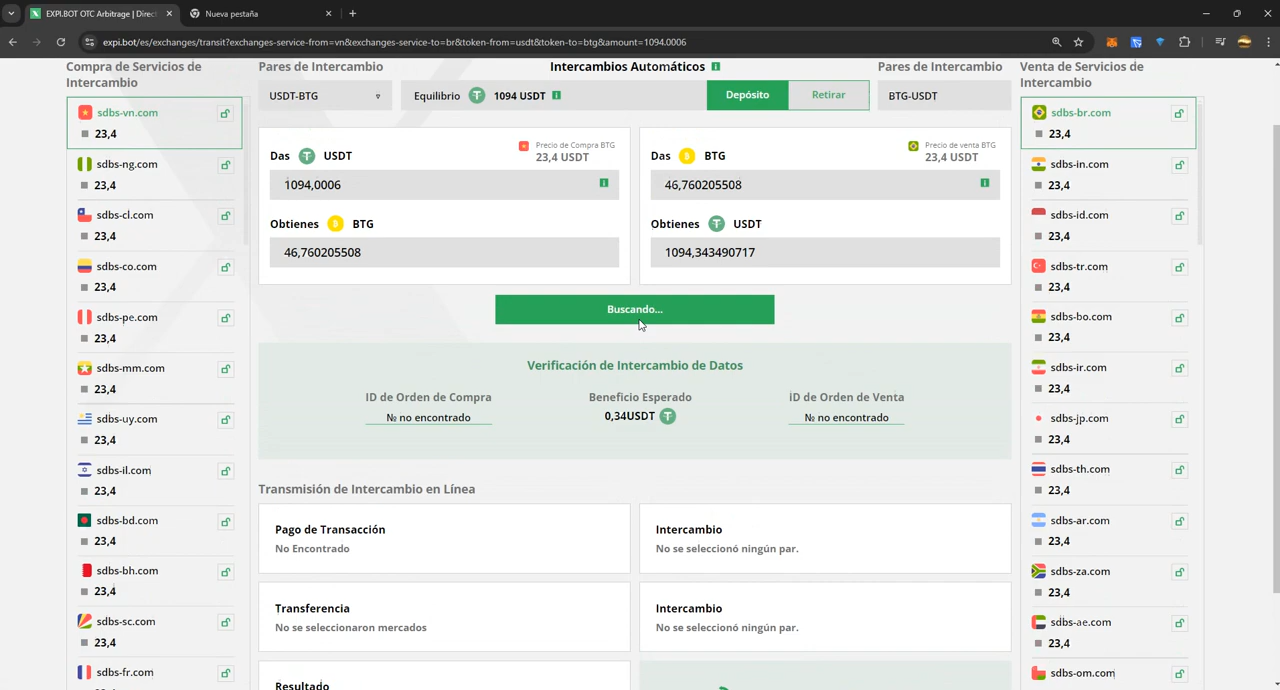 EXPI.BOT OTC Arbitrage | Direct
Nueva pestaña
expi.bot/es/exchanges/transit?exchanges-service-from=vn&exchanges-service-to=br&token-from=usdt&token-to=btg&amount=1094.0006
Compra de Servicios de
Intercambio
sdbs-vn.com
23,4
sdbs-ng.com
23,4
sdbs-cl.com
23,4
sdbs-co.com
23,4
sdbs-pe.com
23,4
sdbs-mm.com
23,4
sdbs-uy.com
23,4
sdbs-il.com
23,4
sdbs-bd.com
23,4
sdbs-bh.com
23,4
sdbs-sc.com
23,4
sdbs-fr.com
Pares de Intercambio
Intercambios Automáticos
Pares de Intercambio
USDT-BTG
Equilibrio 1094 USDT
Depósito
Retirar
BTG-USDT
Das USDT
Precio de Compra BTG
23,4 USDT
1094,0006
Obtienes BTG
46,760205508
Das BTG
Precio de venta BTG
23,4 USDT
46,760205508
Obtienes USDT
1094,343490717
Buscando...
Verificación de Intercambio de Datos
ID de Orden de Compra
№ no encontrado
Beneficio Esperado
0,34USDT
İD de Orden de Venta
№ no encontrado
Transmisión de Intercambio en Línea
Pago de Transacción
No Encontrado
Intercambio
No se seleccionó ningún par.
Transferencia
No se seleccionaron mercados
Intercambio
No se seleccionó ningún par.
Resultado
Venta de Servicios de
Intercambio
sdbs-br.com
23,4
sdbs-in.com
23,4
sdbs-id.com
23,4
sdbs-tr.com
23,4
sdbs-bo.com
23,4
sdbs-ir.com
23,4
sdbs-jp.com
23,4
sdbs-th.com
23,4
sdbs-ar.com
23,4
sdbs-za.com
23,4
sdbs-ae.com
23,4
sdbs-om.com